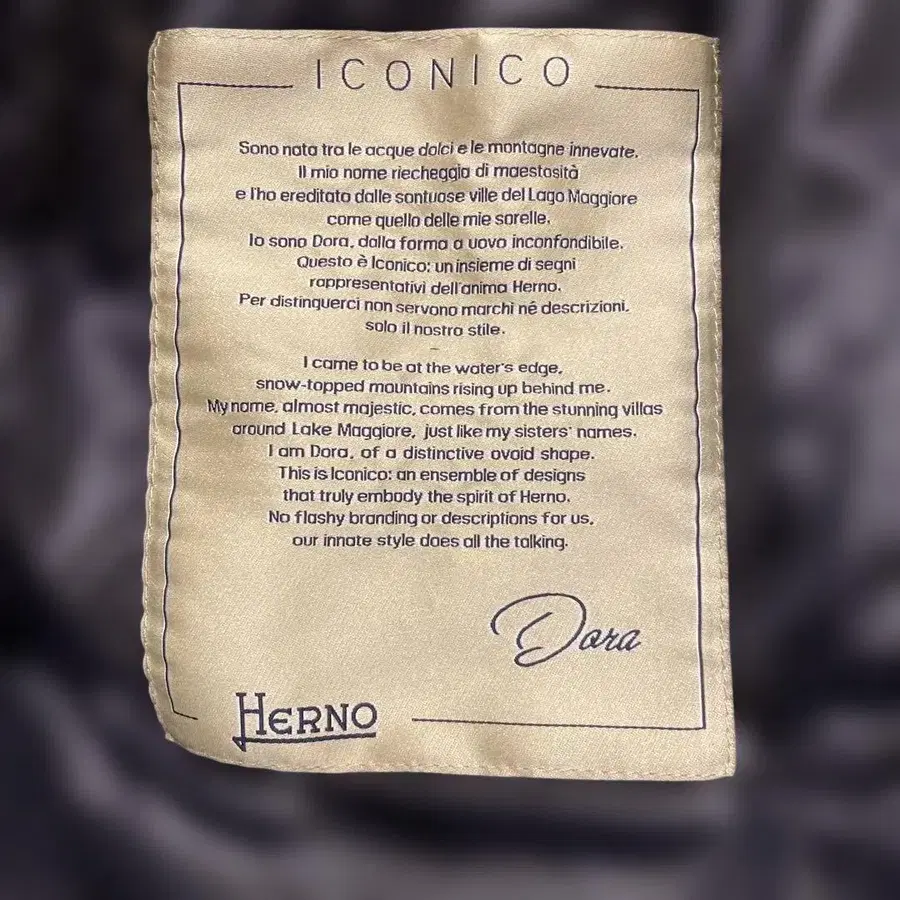 ICONICO
Sono nata tra le acque dolci e le montagne innevate.
Il mio nome riecheggia di maestosità
e l'ho ereditato dalle sontuose ville del Lago Maggiore
come quello delle mie sorelle.
Io sono Dora, dalla forma a uovo inconfondibile.
Questo è Iconico: un insieme di segni
rappresentativi dell'anima Herno.
Per distinguerci non servono marchi né descrizioni,
solo il nostro stile.
–
I came to be at the water's edge,
snow-topped mountains rising up behind me.
My name, almost majestic, comes from the stunning villas
around Lake Maggiore, just like my sisters' names.
I am Dora, of a distinctive ovoid shape.
This is Iconico: an ensemble of designs
that truly embody the spirit of Herno.
No flashy branding or descriptions for us,
our innate style does all the talking.
Dora
HERNO